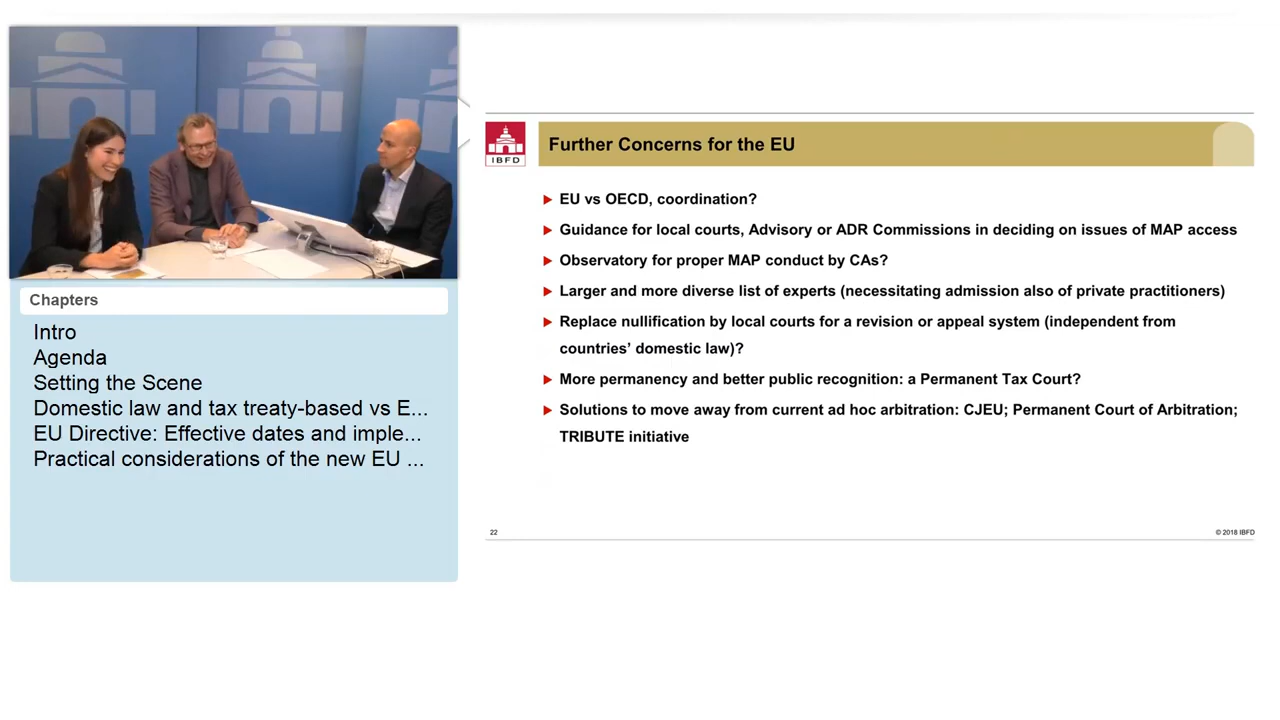 Chapters
Intro
Agenda
Setting the Scene
Domestic law and tax treaty-based vs E...
EU Directive: Effective dates and imple...
Practical considerations of the new EU ...
IBFD
Further Concerns for the EU
EU vs OECD, coordination?
Guidance for local courts, Advisory or ADR Commissions in deciding on issues of MAP access
Observatory for proper MAP conduct by CAs?
Larger and more diverse list of experts (necessitating admission also of private practitioners)
Replace nullification by local courts for a revision or appeal system (independent from
countries’ domestic law)?
More permanency and better public recognition: a Permanent Tax Court?
Solutions to move away from current ad hoc arbitration: CJEU; Permanent Court of Arbitration;
TRIBUTE initiative
22
© 2018 IBFD